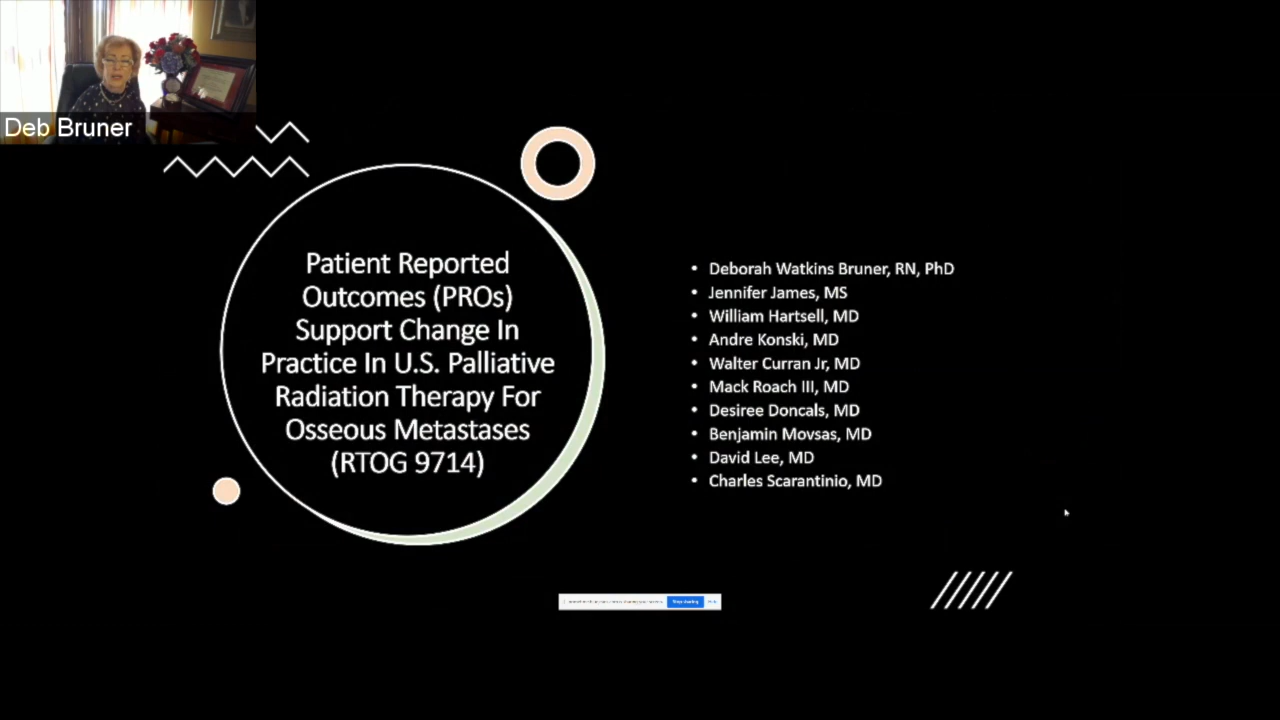 Deb Bruner
Patient Reported
Outcomes (PROs)
Support Change In
Practice In U.S. Palliative
Radiation Therapy For
Osseous Metastases
(RTOG 9714)
• Deborah Watkins Bruner, RN, PhD
• Jennifer James, MS
• William Hartsell, MD
• Andre Konski, MD
• Walter Curran Jr, MD
• Mack Roach III, MD
• Desiree Doncals, MD
• Benjamin Movsas, MD
• David Lee, MD
• Charles Scarantinio, MD
Stop sharing